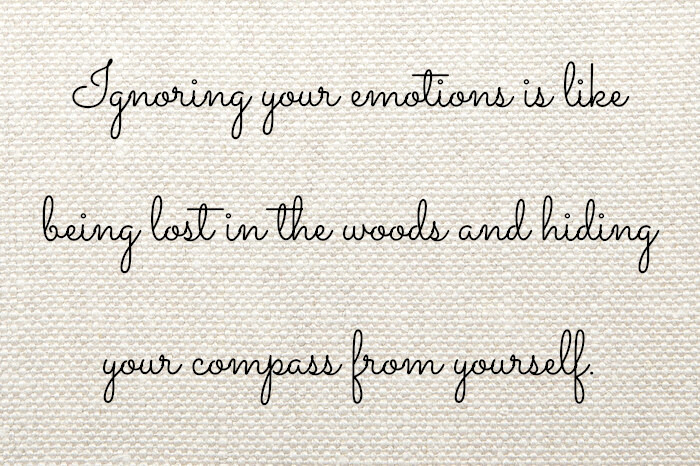 Ignoring your emotions is like
being lost in the woods and hiding
your compass from yourself.